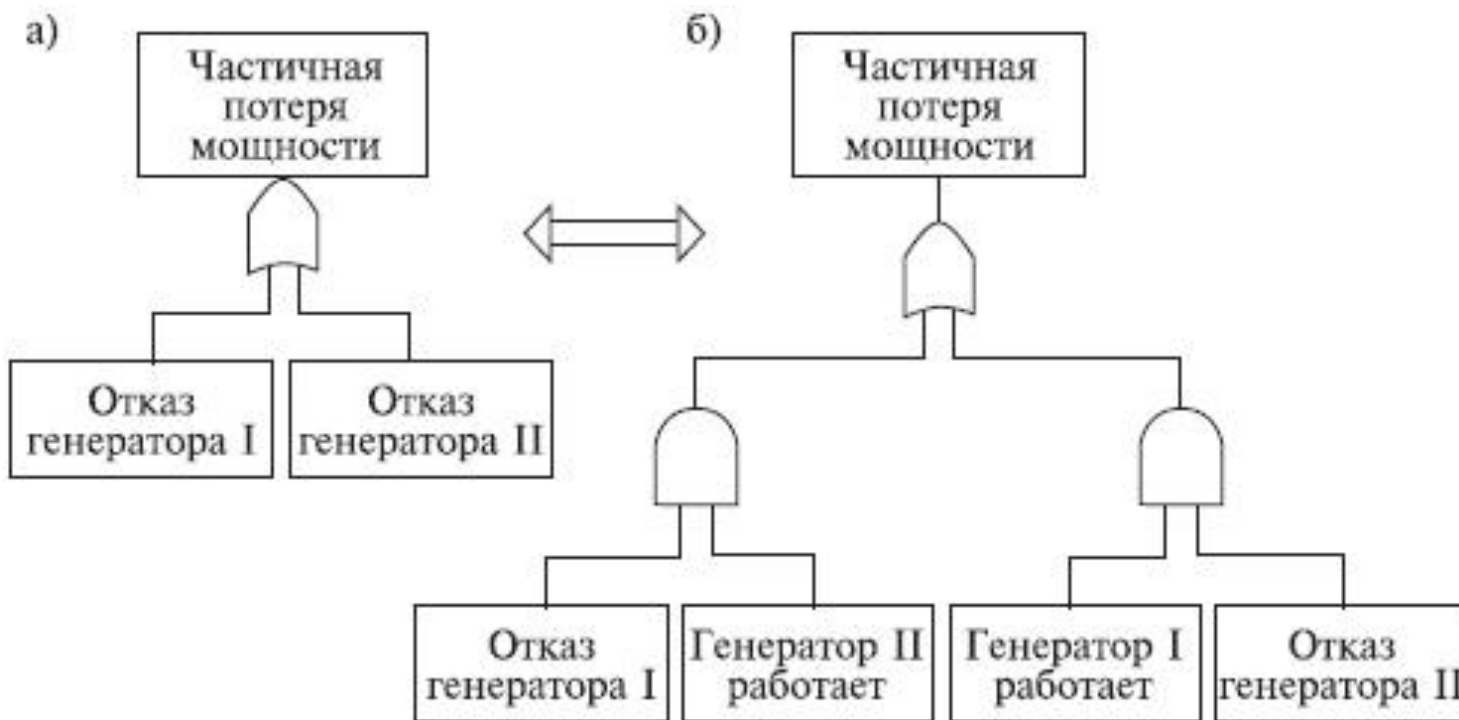 а)
Частичная
потеря
мощности
Отказ
генератора I
Отказ
генератора II
б)
Частичная
потеря
мощности
Отказ
генератора I
Генератор II
работает
Генератор I
работает
Отказ
генератора II